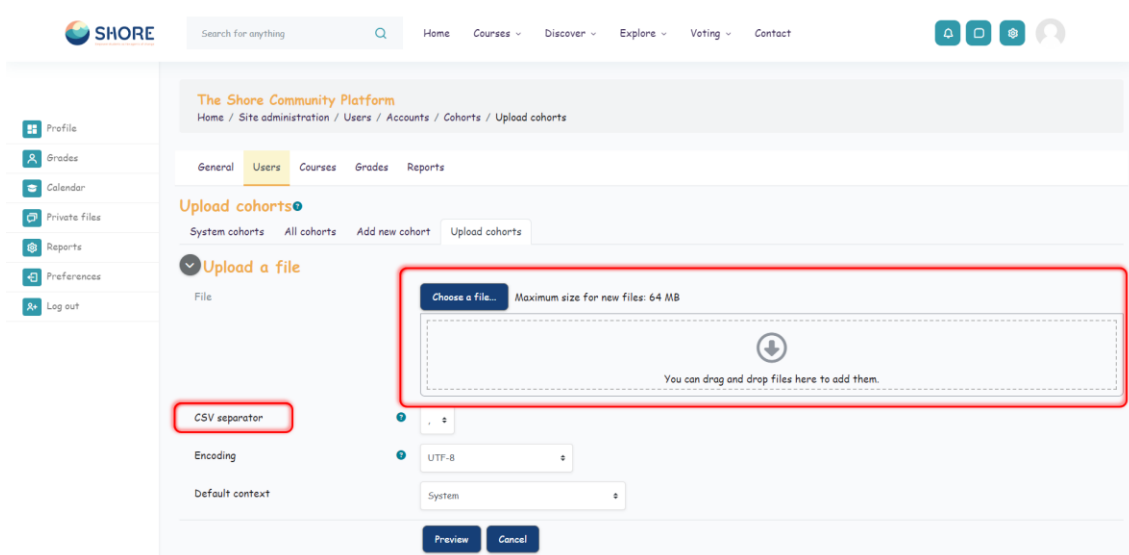 SHORE
Search for anything
Home Courses Discover Explore Voting Contact
The Shore Community Platform
Home / Site administration / Users / Accounts / Cohorts / Upload cohorts
Profile
Grades
Calendar
Private files
Reports
Preferences
Log out
General Users Courses Grades Reports
Upload cohorts
System cohorts All cohorts Add new cohort Upload cohorts
Upload a file
File
Choose a file... Maximum size for new files: 64 MB
You can drag and drop files here to add them.
CSV separator ? ,
Encoding ? UTF-8
Default context System
Preview Cancel